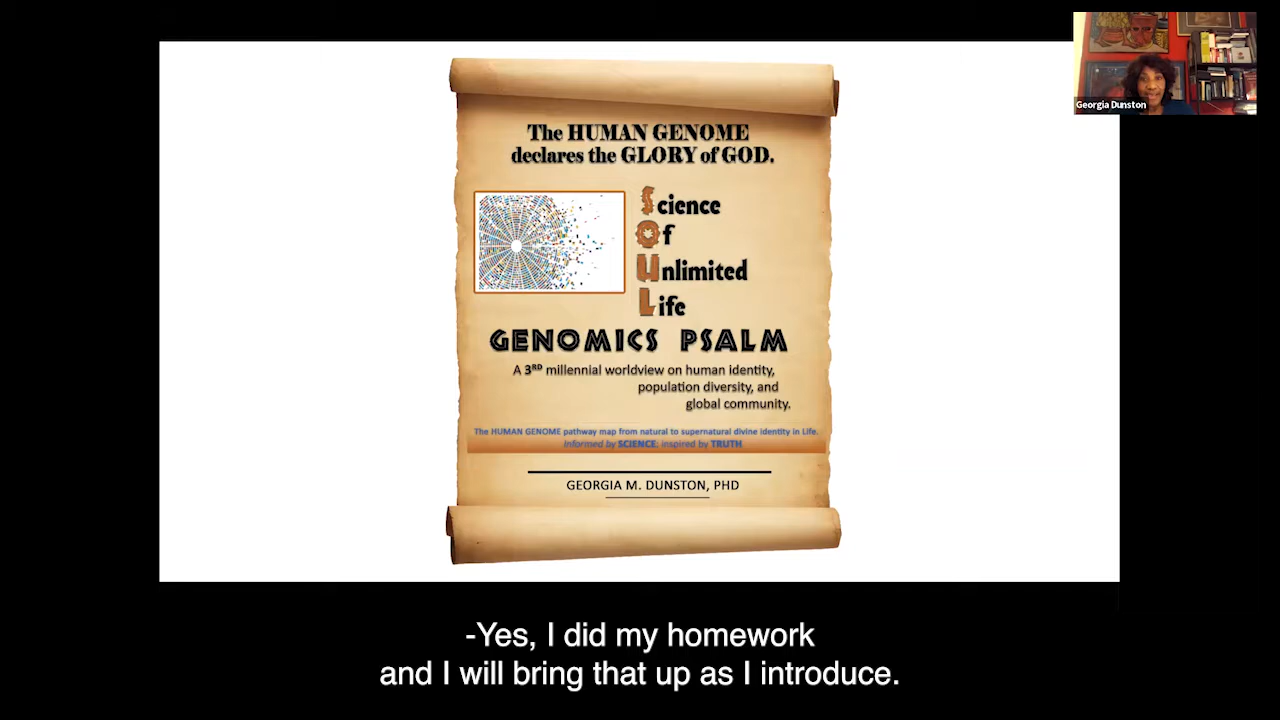 The HUMAN GENOME
declares the GLORY of GOD.
Science
Of
Unlimited
Life
GENOMICS PSALM
A 3RD millennial worldview on human identity,
population diversity, and
global community.
The HUMAN GENOME pathway map from natural to supernatural divine identity in Life.
Informed by SCIENCE; inspired by TRUTH
GEORGIA M. DUNSTON, PHD
Georgia Dunston
-Yes, I did my homework
and I will bring that up as I introduce.